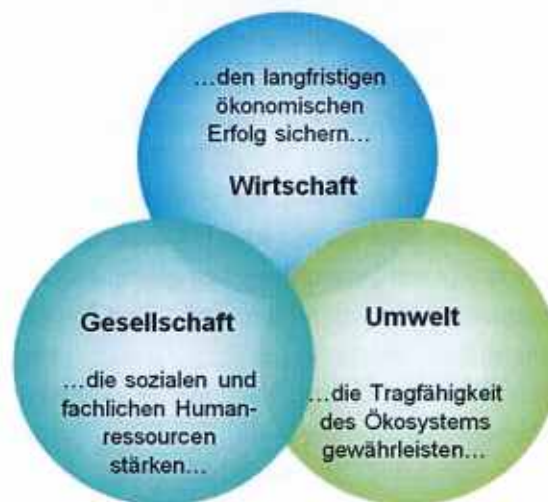 …den langfristigen
ökonomischen
Erfolg sichern…
Wirtschaft
Gesellschaft
…die sozialen und
fachlichen Human-
ressourcen
stärken…
Umwelt
…die Tragfähigkeit
des Ökosystems
gewährleisten…